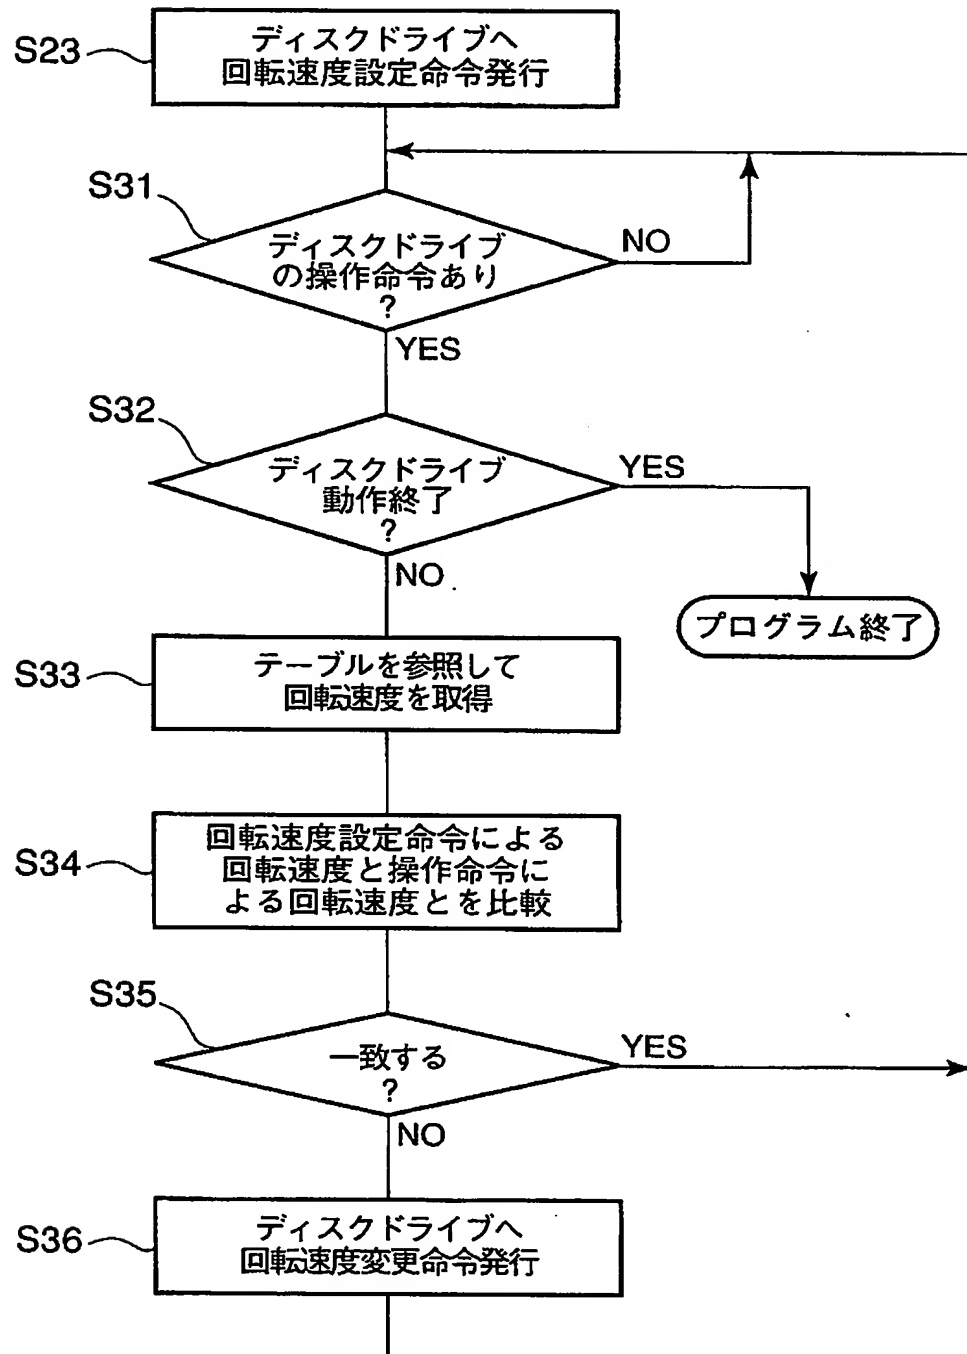 S23
ディスクドライブへ
回転速度設定命令発行
S31
ディスクドライブ
の操作命令あり
?
NO
YES
S32
ディスクドライブ
動作終了
?
YES
NO
プログラム終了
S33
テーブルを参照して
回転速度を取得
S34
回転速度設定命令による
回転速度と操作命令に
よる回転速度とを比較
S35
一致する
?
YES
NO
S36
ディスクドライブへ
回転速度変更命令発行